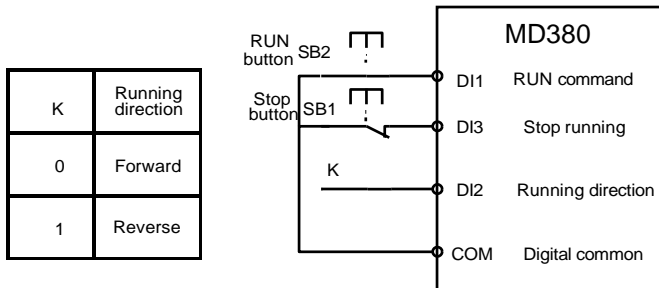 K
Running
direction
0
Forward
1
Reverse
MD380
RUN
button SB2
DI1 RUN command
Stop
button SB1
DI3 Stop running
K
DI2 Running direction
COM Digital common